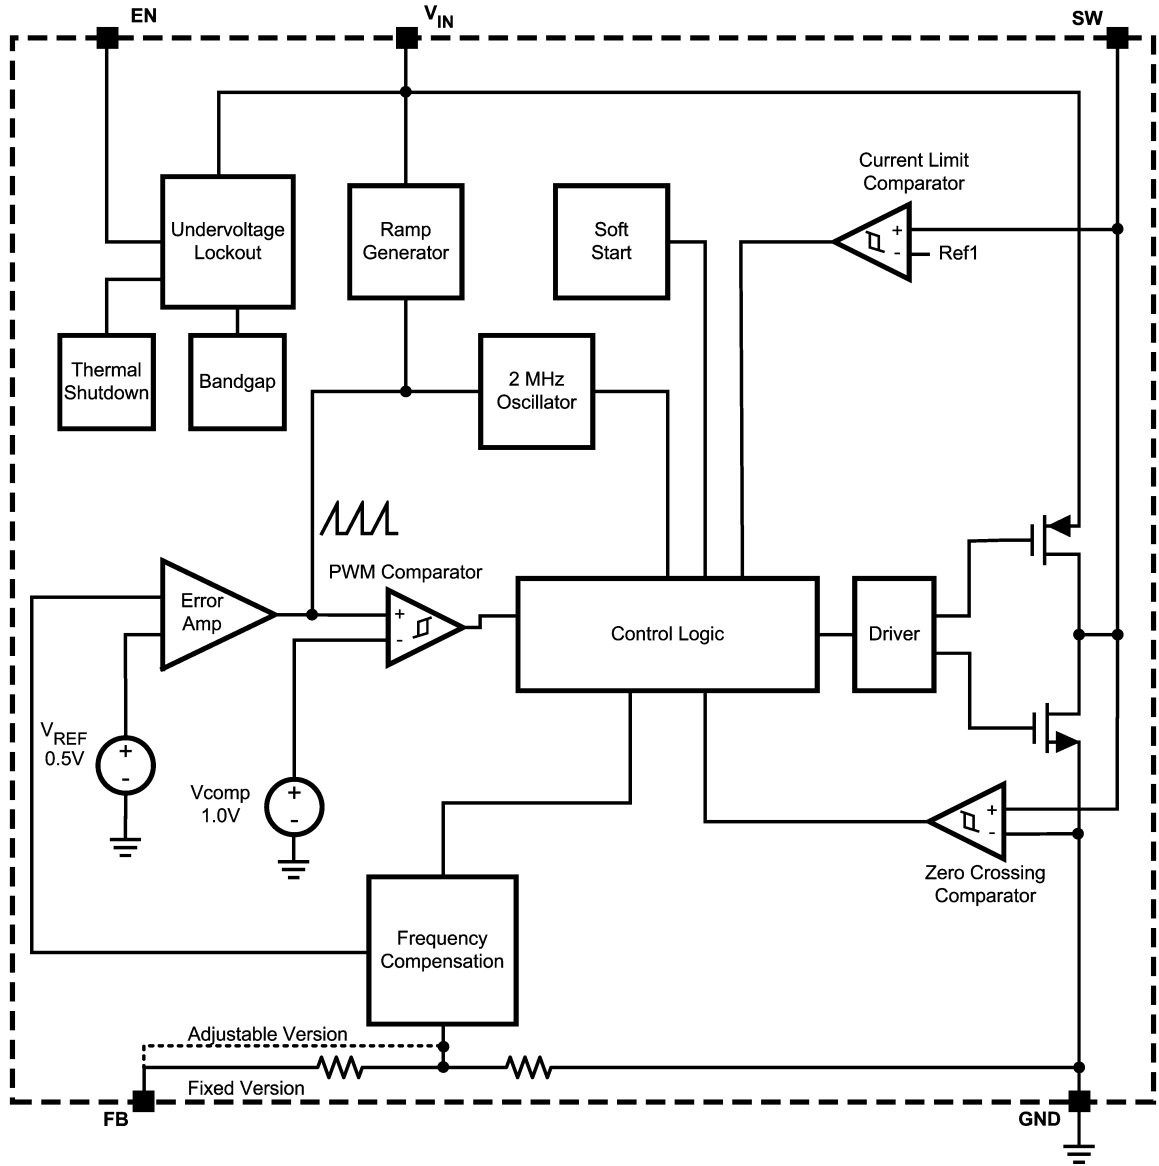 EN
VIN
SW
Current Limit
Comparator
Undervoltage
Lockout
Ramp
Generator
Soft
Start
+
-
Ref1
Thermal
Shutdown
Bandgap
2 MHz
Oscillator
PWM Comparator
Error
Amp
+
-
Control Logic
Driver
VREF
0.5V
+
-
Vcomp
1.0V
+
-
+
-
Zero Crossing
Comparator
Frequency
Compensation
Adjustable Version
Fixed Version
FB
GND